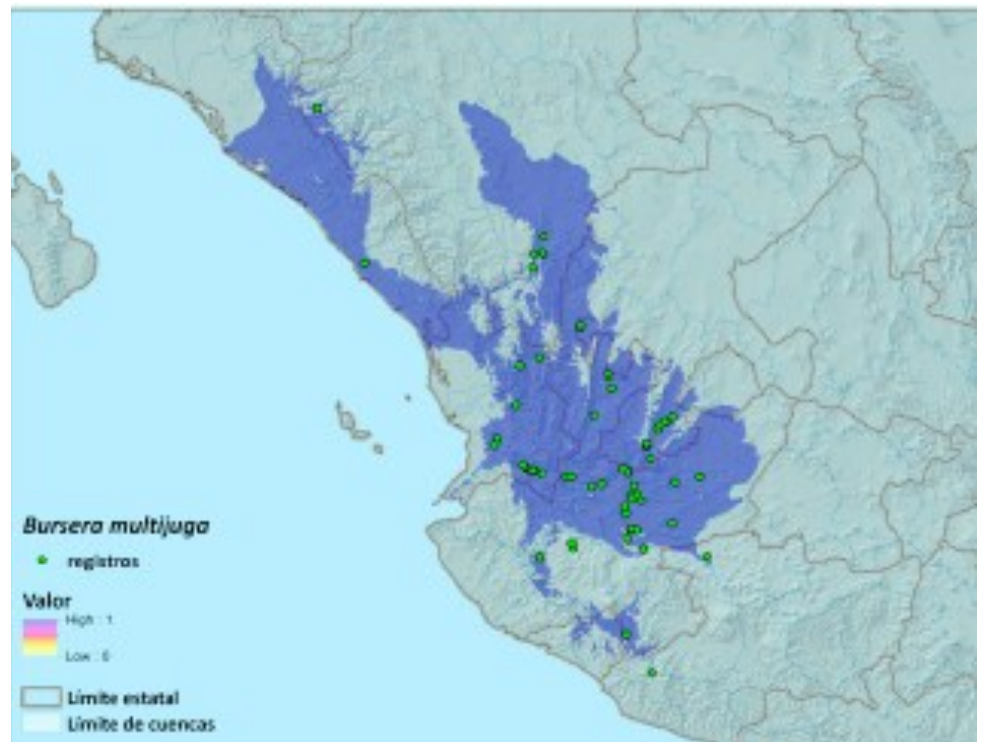 Bursera multijuga
registros
Valor
High : 1
Low : 0
Límite estatal
Límite de cuencas